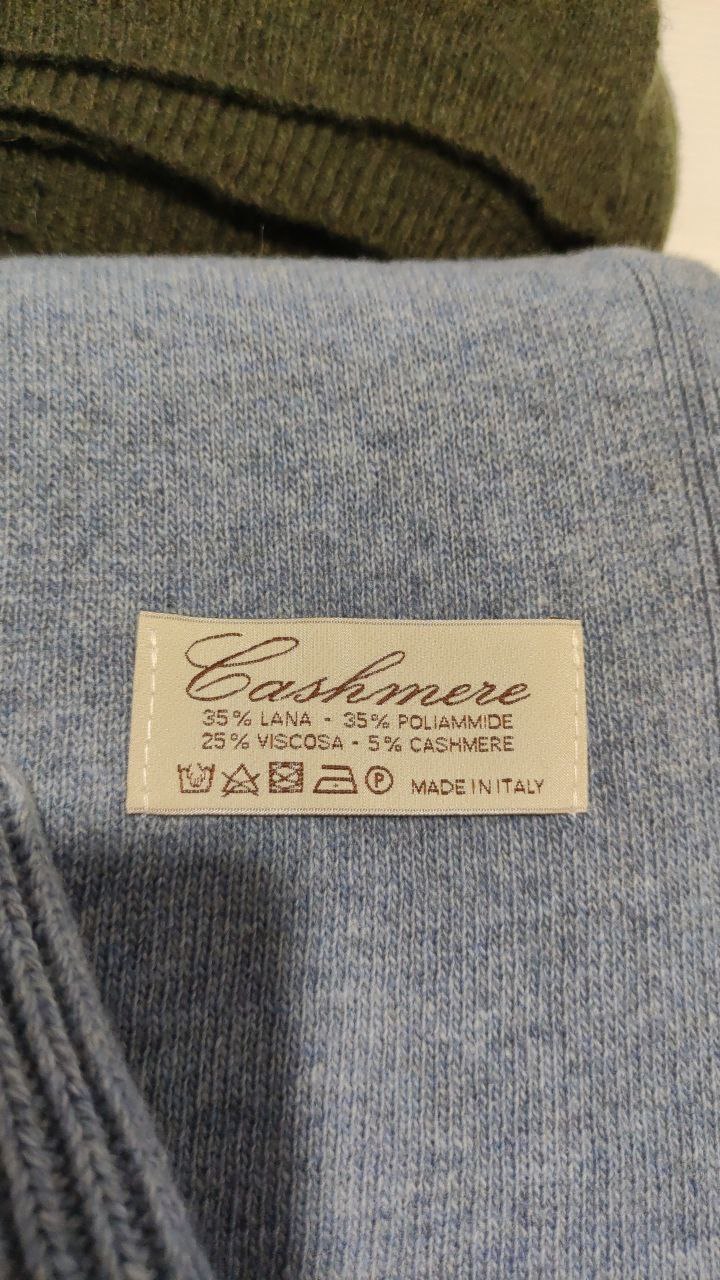 Cashmere
35% LANA - 35% POLIAMMIDE
25% VISCOSA - 5% CASHMERE
P MADE IN ITALY